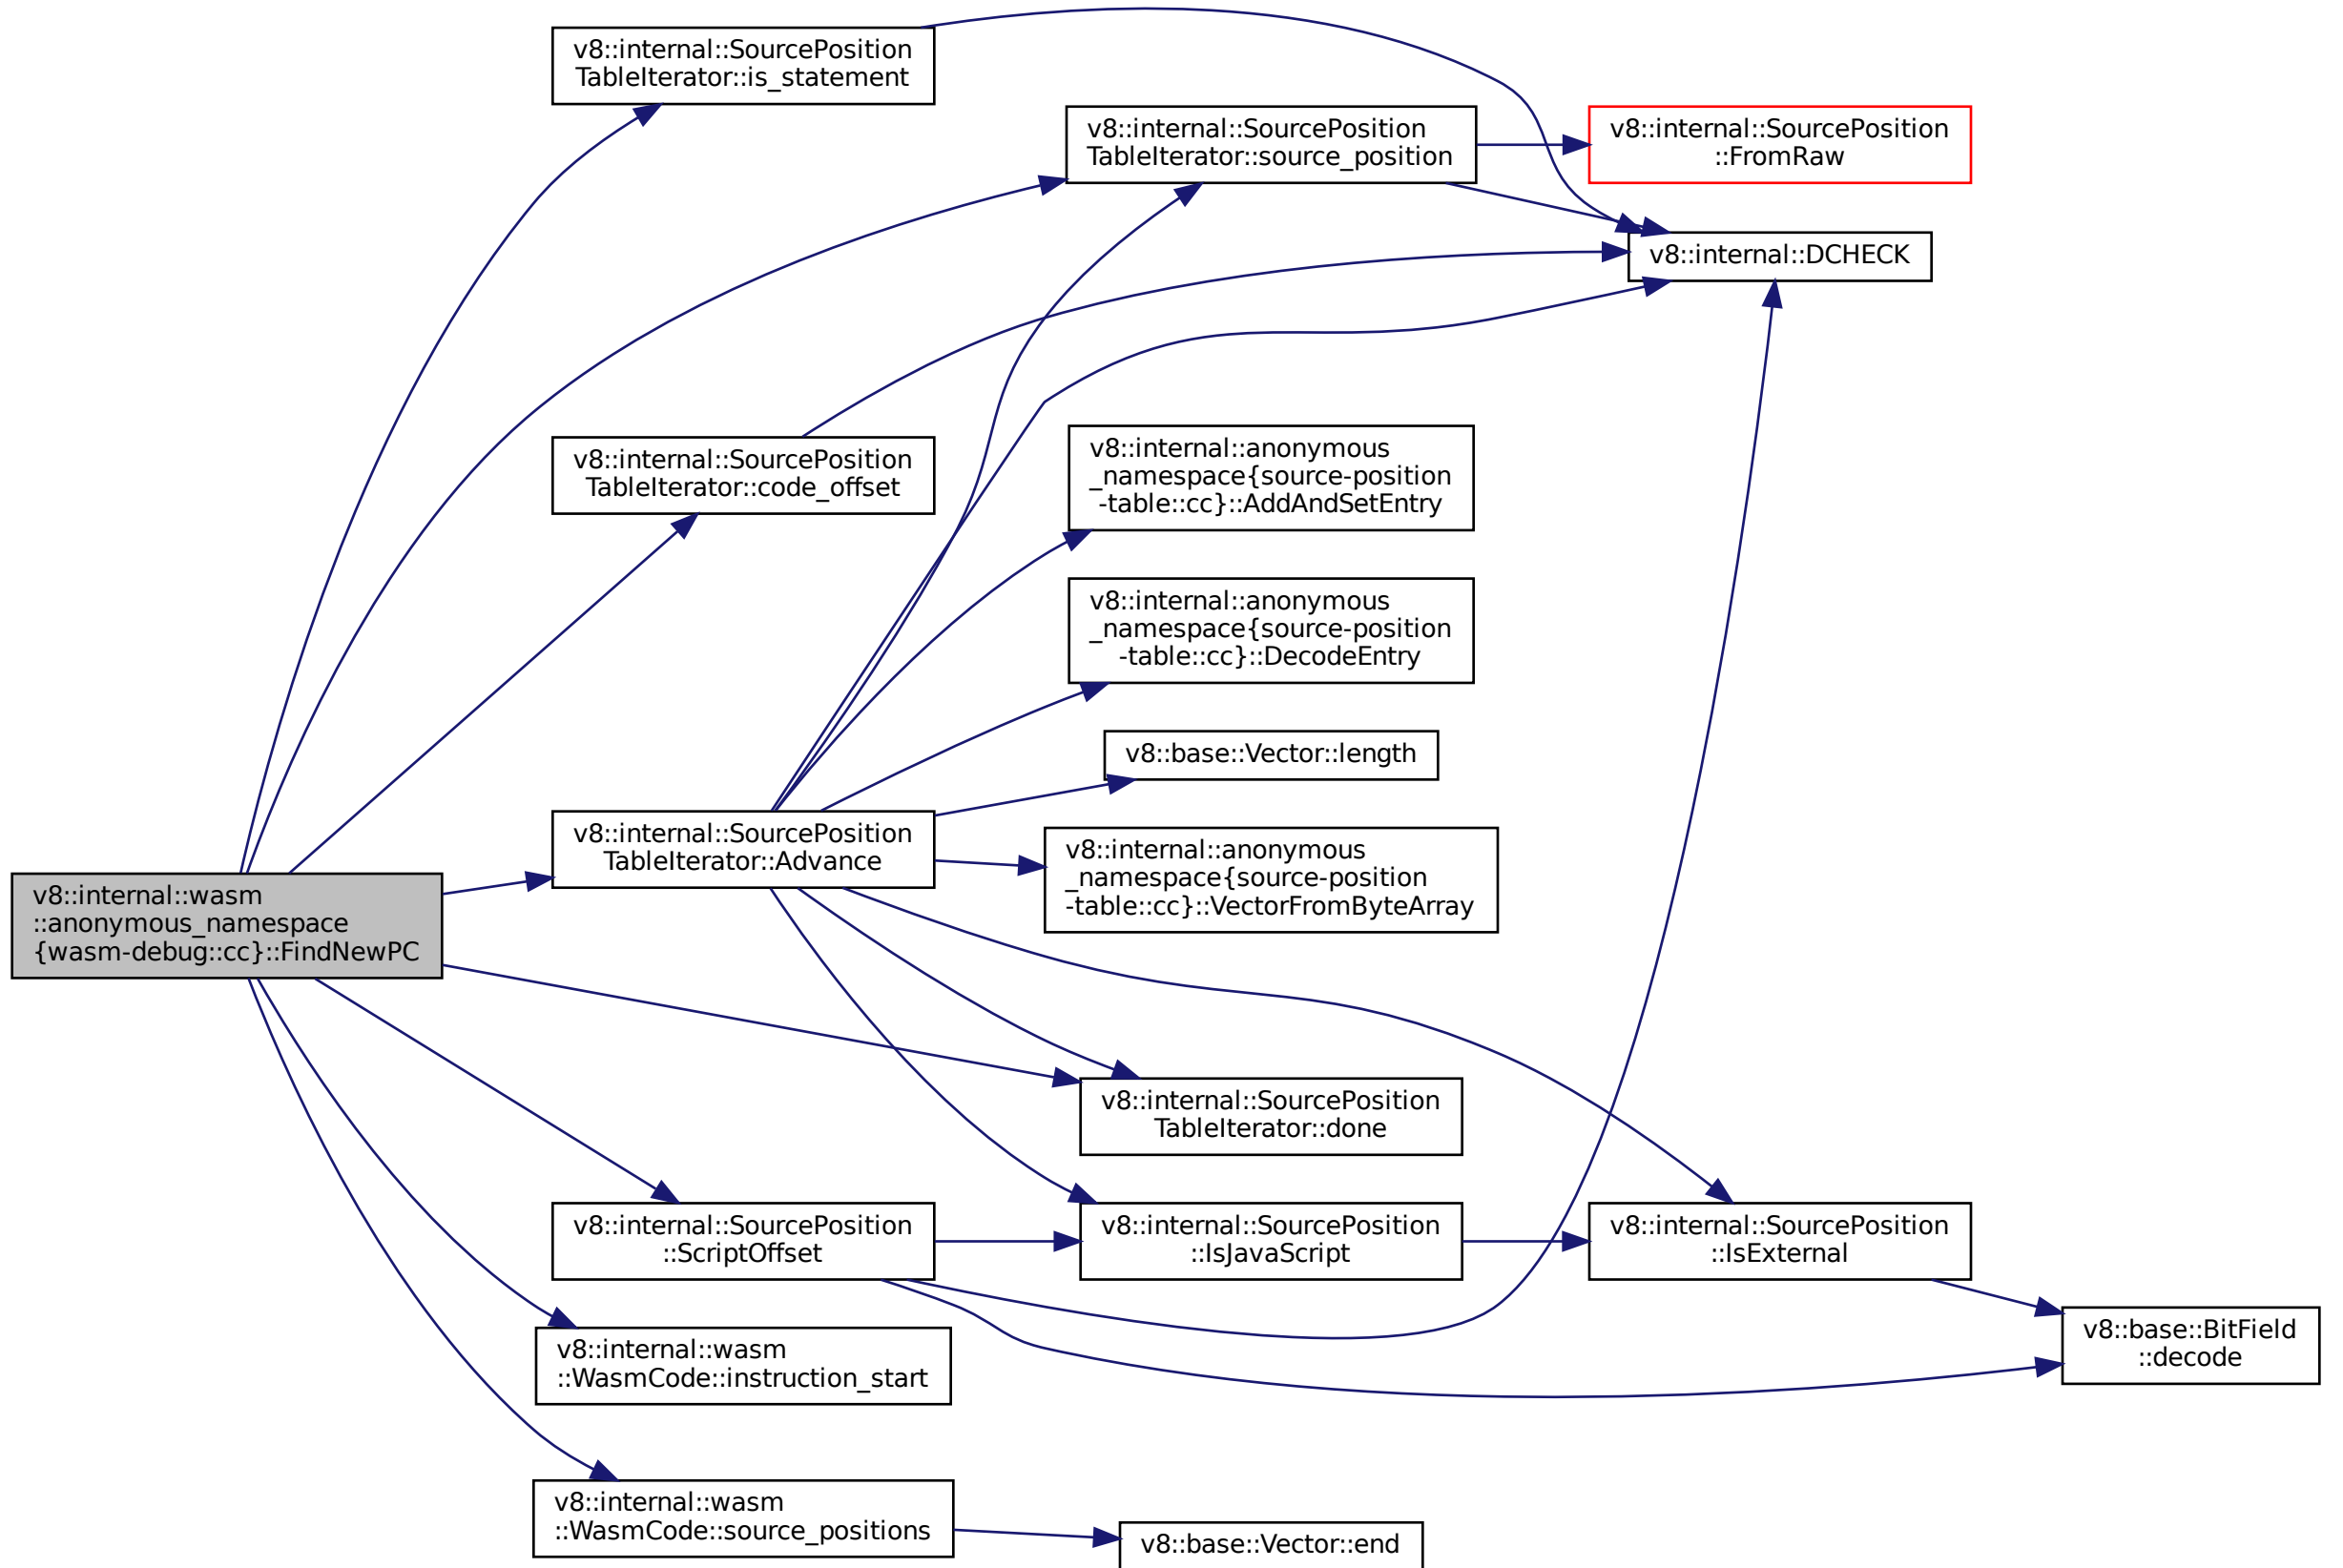 v8::internal::SourcePosition
TableIterator::is_statement
v8::internal::SourcePosition
TableIterator::source_position
v8::internal::SourcePosition
::FromRaw
v8::internal::DCHECK
v8::internal::SourcePosition
TableIterator::code_offset
v8::internal::anonymous
_namespace{source-position
-table::cc}::AddAndSetEntry
v8::internal::anonymous
_namespace{source-position
-table::cc}::DecodeEntry
v8::base::Vector::length
v8::internal::SourcePosition
TableIterator::Advance
v8::internal::anonymous
_namespace{source-position
-table::cc}::VectorFromByteArray
v8::internal::wasm
::anonymous_namespace
{wasm-debug::cc}::FindNewPC
v8::internal::SourcePosition
TableIterator::done
v8::internal::SourcePosition
::ScriptOffset
v8::internal::SourcePosition
::IsJavaScript
v8::internal::SourcePosition
::IsExternal
v8::base::BitField
::decode
v8::internal::wasm
::WasmCode::instruction_start
v8::internal::wasm
::WasmCode::source_positions
v8::base::Vector::end